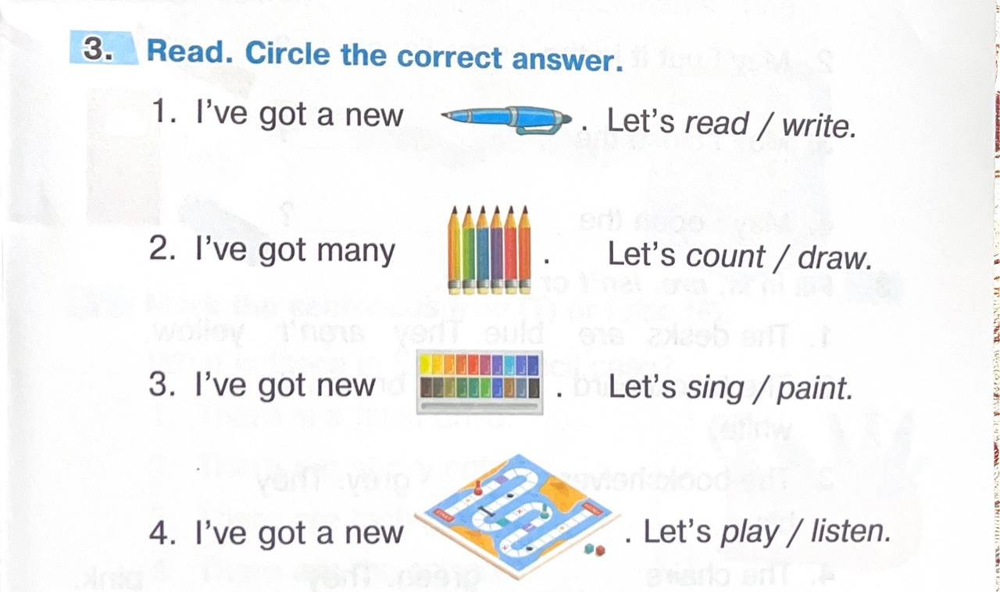 3. Read. Circle the correct answer.
1. I've got a new . Let's read / write.
2. I've got many . Let's count / draw.
3. I've got new . Let's sing / paint.
4. I've got a new . Let's play / listen.